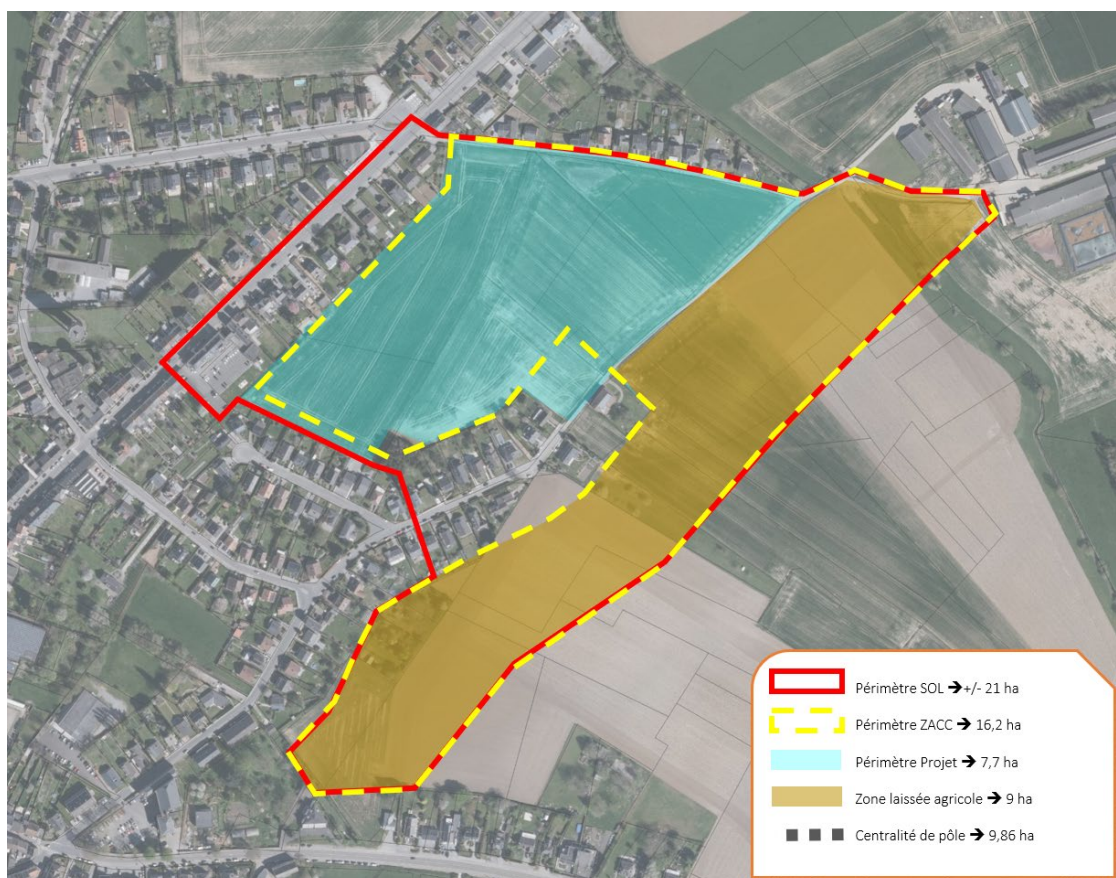 Périmètre SOL ➔+/- 21 ha
Périmètre ZACC ➔ 16,2 ha
Périmètre Projet ➔ 7,7 ha
Zone laissée agricole ➔ 9 ha
Centralité de pôle ➔ 9,86 ha